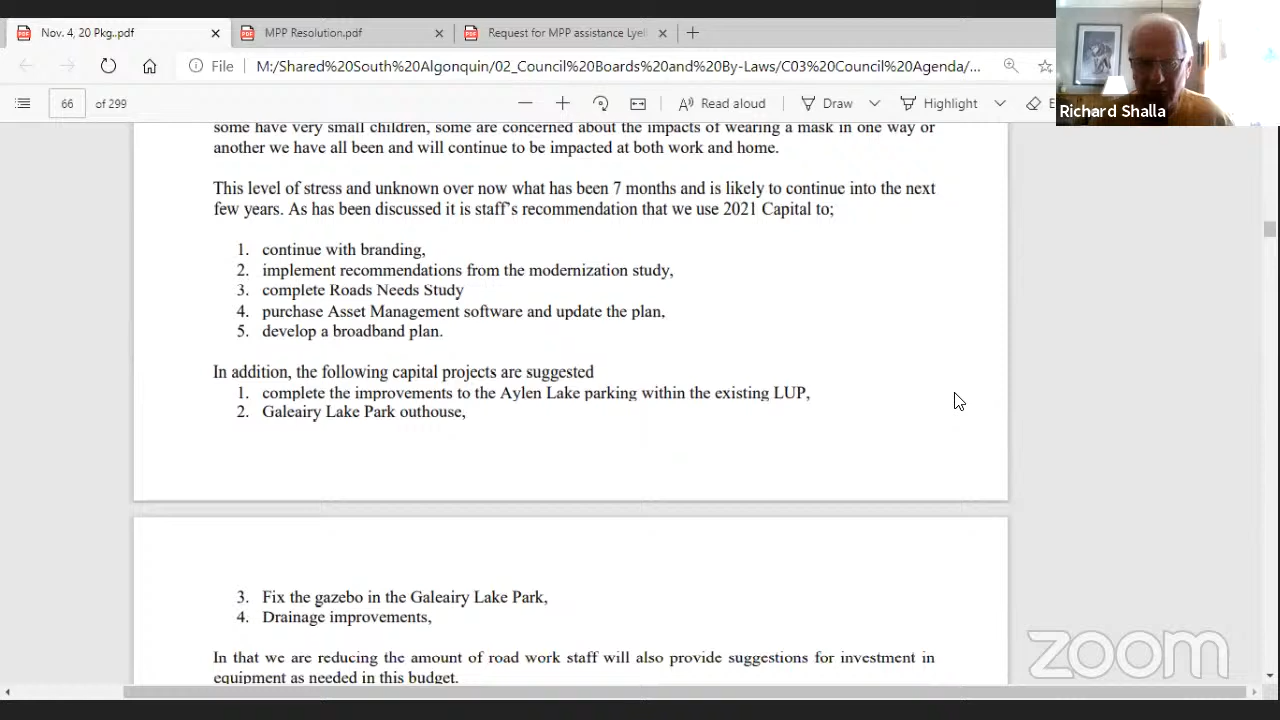 Nov. 4, 20 Pkg..pdf
MPP Resolution.pdf
Request for MPP assistance Lyell
File
M:/Shared%20South%20Algonquin/02_Council%20Boards%20and%20By-Laws/C03%20Council%20Agenda/...
66 of 299
Read aloud
Draw
Highlight
Richard Shalla
some have very small children, some are concerned about the impacts of wearing a mask in one way or
another we have all been and will continue to be impacted at both work and home.
This level of stress and unknown over now what has been 7 months and is likely to continue into the next
few years. As has been discussed it is staff's recommendation that we use 2021 Capital to;
1. continue with branding,
2. implement recommendations from the modernization study,
3. complete Roads Needs Study
4. purchase Asset Management software and update the plan,
5. develop a broadband plan.
In addition, the following capital projects are suggested
1. complete the improvements to the Aylen Lake parking within the existing LUP,
2. Galeairy Lake Park outhouse,
3. Fix the gazebo in the Galeairy Lake Park,
4. Drainage improvements,
In that we are reducing the amount of road work staff will also provide suggestions for investment in
equipment as needed in this budget.
zoom